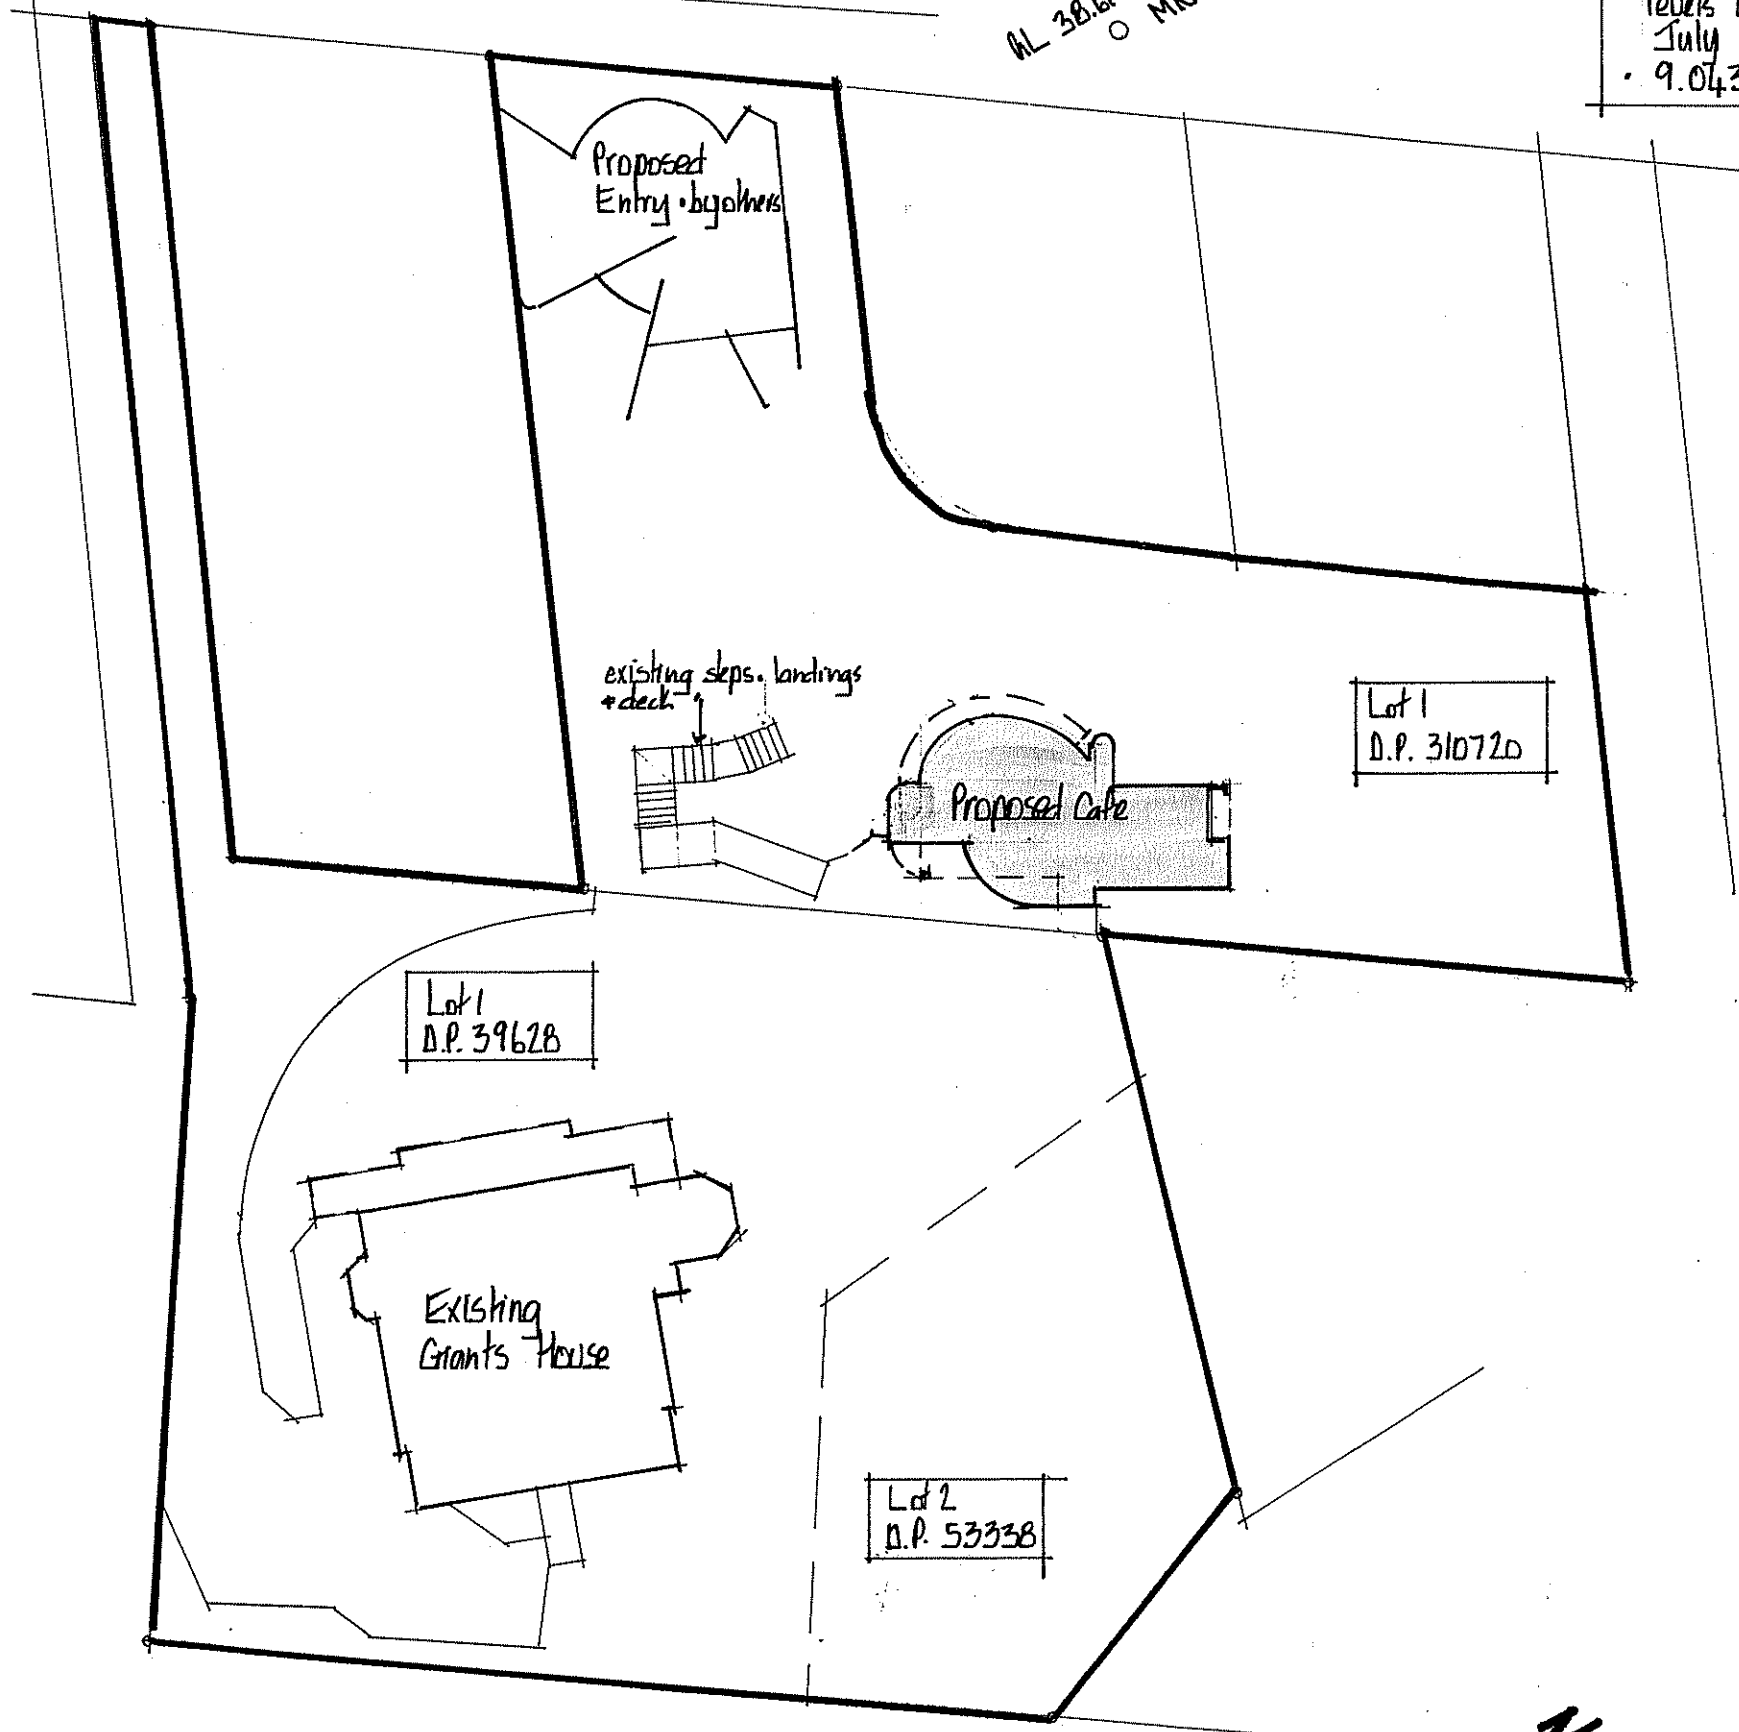 levels
July
• 9.043
Proposed
Entry • by others
existing steps. landings
+ deck
Lot 1
D.P. 310720
Proposed Cafe
Lot 1
D.P. 39628
Existing
Grants House
Lot 2
D.P. 53338